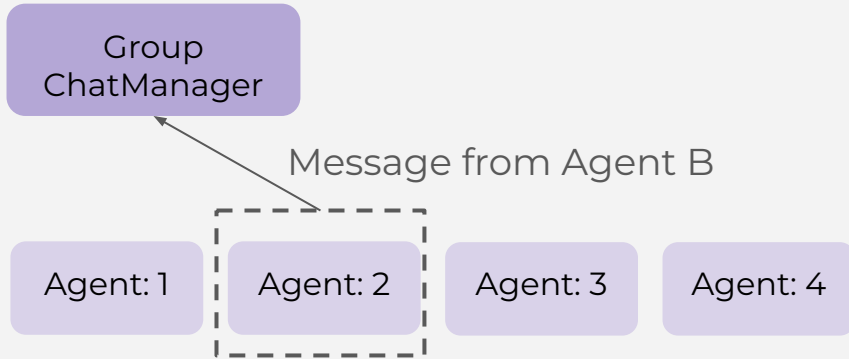 Group
ChatManager
Message from Agent B
Agent: 1
Agent: 2
Agent: 3
Agent: 4